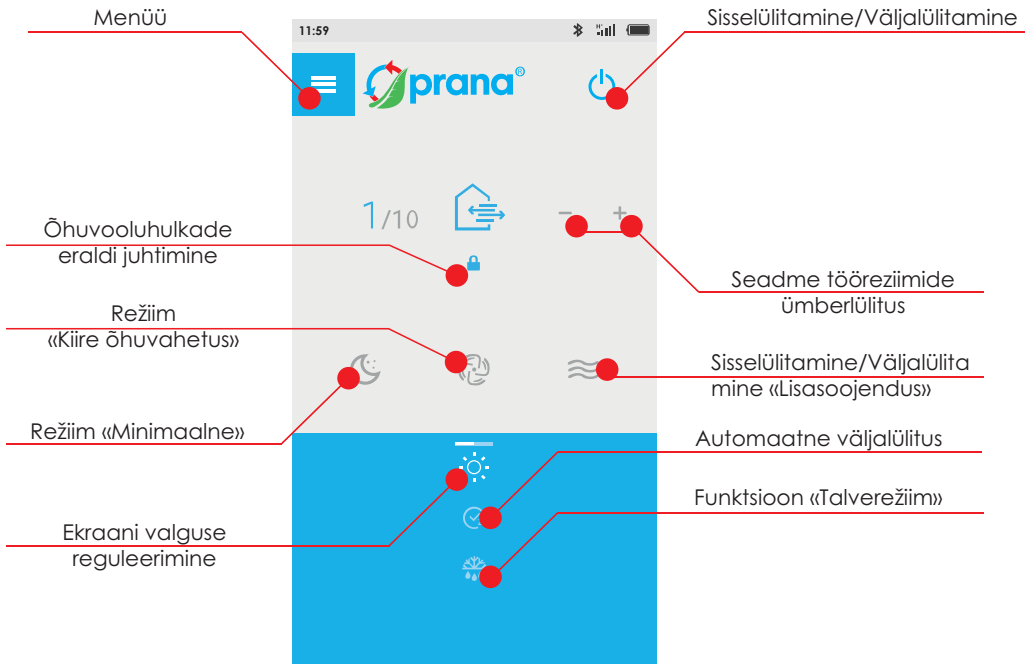 Menüü
Sisselülitamine/Väljalülitamine
11:59
prana®
1/10
- +
Õhuvooluhulkade
eraldi juhtimine
Seadme tööreziimide
ümberlülitus
Režiim
«Kiire õhuvahetus»
Sisselülitamine/Väljalülita
mine «Lisasoojendus»
Režiim «Minimaalne»
Automaatne väljalülitus
Funktsioon «Talverežiim»
Ekraani valguse
reguleerimine